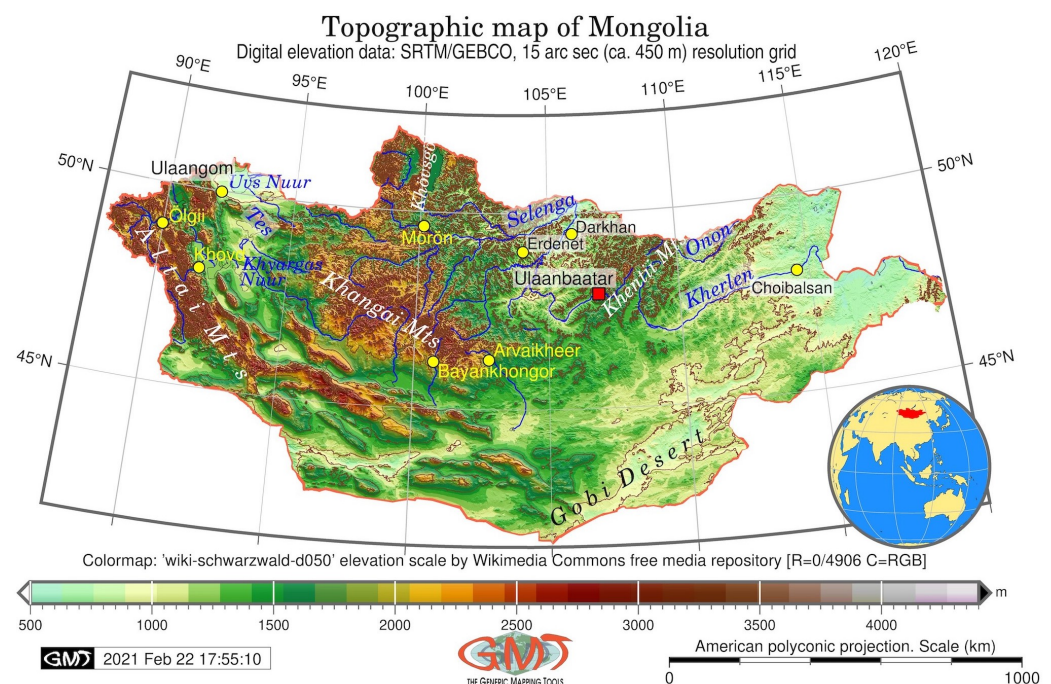 Topographic map of Mongolia
Digital elevation data: SRTM/GEBCO, 15 arc sec (ca. 450 m) resolution grid
90°E
95°E
100°E
105°E
110°E
115°E
120°E
50°N
50°N
45°N
45°N
Ulaangom
Uvs Nuur
Ölgii
Tes
Khyargas
Nuur
Altai Mts
Khangai Mts
Mörön
Selenga
Darkhan
Erdenet
Ulaanbaatar
Onon
Kherlen
Choibalsan
Arvaikheer
Bayankhongor
Gobi Desert
Colormap: 'wiki-schwarzwald-d050' elevation scale by Wikimedia Commons free media repository [R=0/4906 C=RGB]
m
500 1000 1500 2000 2500 3000 3500 4000
GMT 2021 Feb 22 17:55:10
GMT
THE GENERIC MAPPING TOOLS
American polyconic projection. Scale (km)
0 1000